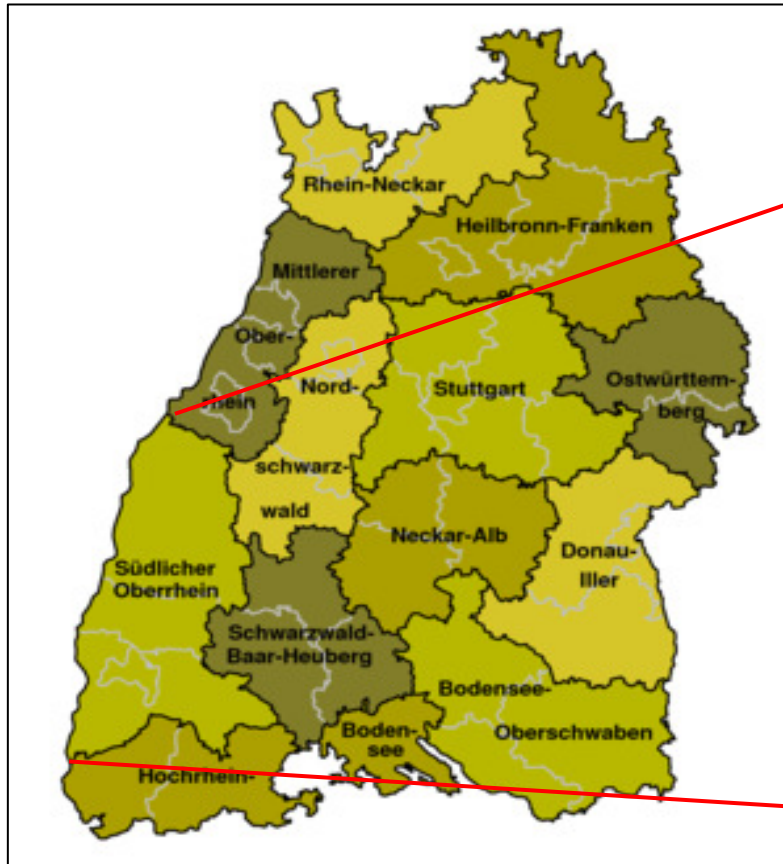 Rhein-Neckar
Heilbronn-Franken
Mittlerer
Ober-
rhein
Nord-
schwarz-
wald
Stuttgart
Ostwürttem-
berg
Neckar-Alb
Donau-
Iller
Südlicher
Oberrhein
Schwarzwald-
Baar-Heuberg
Bodensee-
Oberschwaben
Hochrhein-
Boden-
see